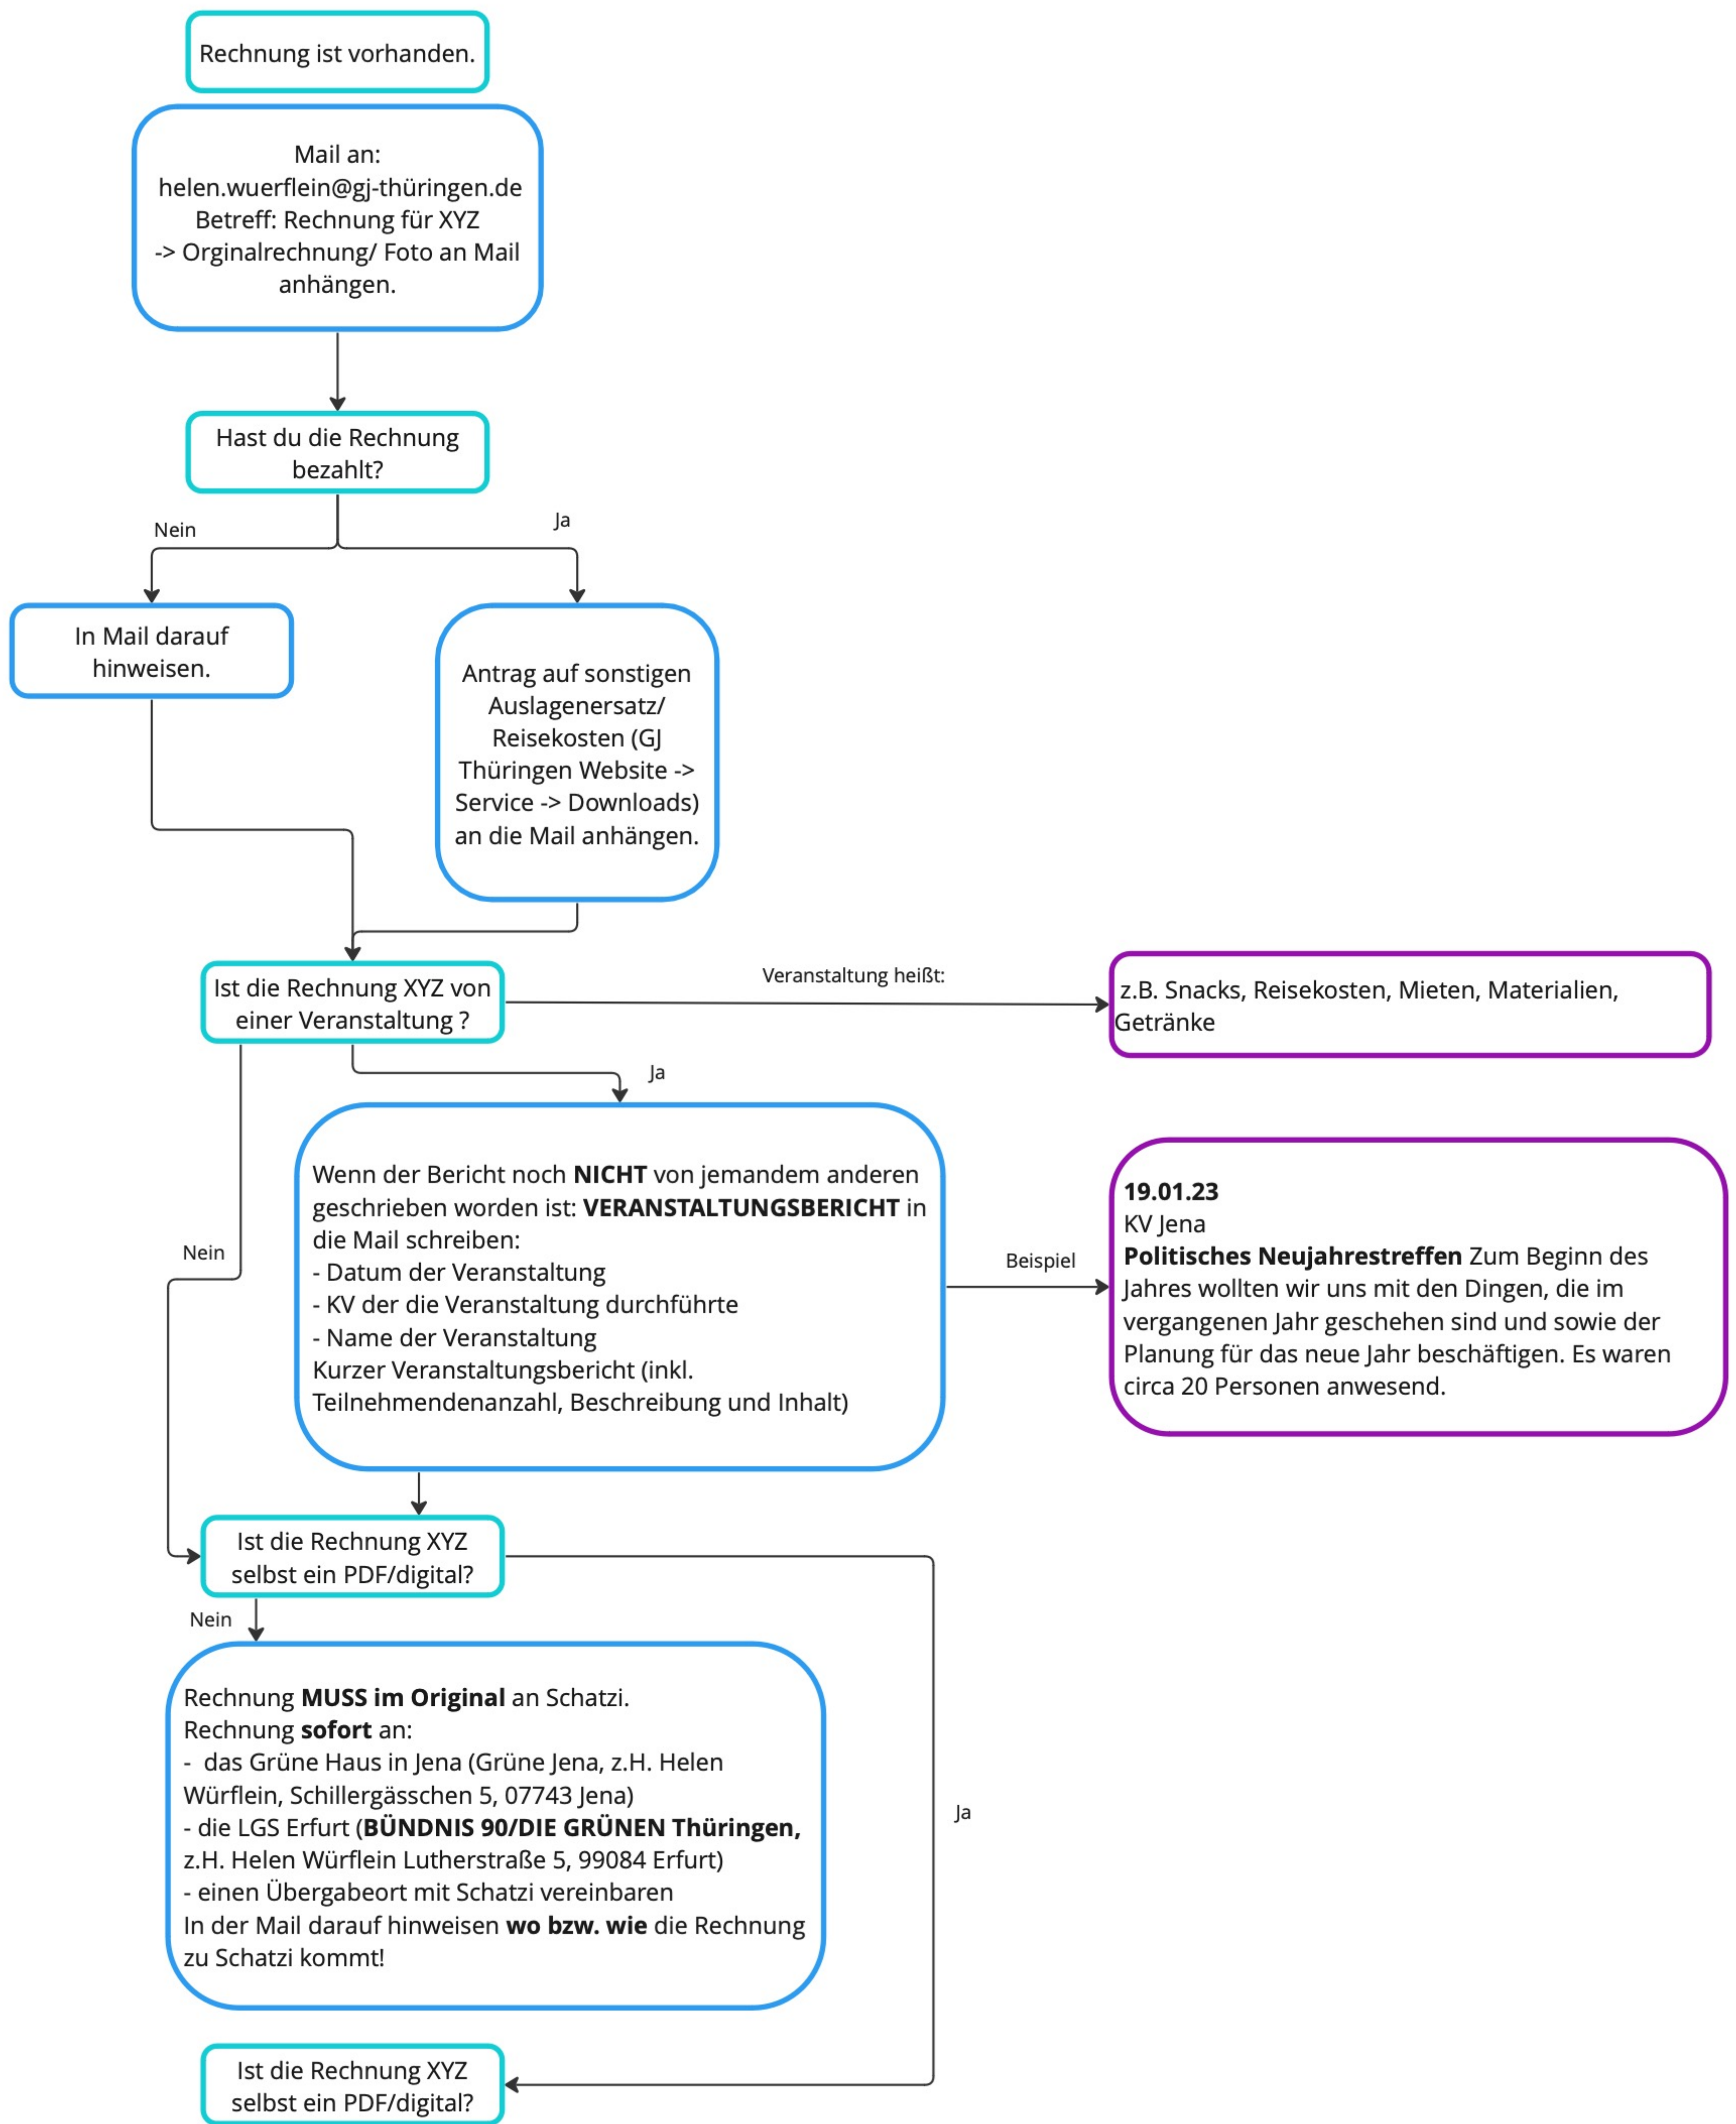 Rechnung ist vorhanden.
Mail an:
helen.wuerflein@gj-thüringen.de
Betreff: Rechnung für XYZ
-> Orginalrechnung/ Foto an Mail
anhängen.
Hast du die Rechnung
bezahlt?
Nein
Ja
In Mail darauf
hinweisen.
Antrag auf sonstigen
Auslagenersatz/
Reisekosten (GJ
Thüringen Website ->
Service -> Downloads)
an die Mail anhängen.
Ist die Rechnung XYZ von
einer Veranstaltung ?
Veranstaltung heißt:
z.B. Snacks, Reisekosten, Mieten, Materialien,
Getränke
Ja
Wenn der Bericht noch NICHT von jemandem anderen
geschrieben worden ist: VERANSTALTUNGSBERICHT in
die Mail schreiben:
- Datum der Veranstaltung
- KV der die Veranstaltung durchführte
- Name der Veranstaltung
Kurzer Veranstaltungsbericht (inkl.
Teilnehmendenanzahl, Beschreibung und Inhalt)
Beispiel
19.01.23
KV Jena
Politisches Neujahrestreffen Zum Beginn des
Jahres wollten wir uns mit den Dingen, die im
vergangenen Jahr geschehen sind und sowie der
Planung für das neue Jahr beschäftigen. Es waren
circa 20 Personen anwesend.
Nein
Ist die Rechnung XYZ
selbst ein PDF/digital?
Nein
Rechnung MUSS im Original an Schatzi.
Rechnung sofort an:
- das Grüne Haus in Jena (Grüne Jena, z.H. Helen
Würflein, Schillergässchen 5, 07743 Jena)
- die LGS Erfurt (BÜNDNIS 90/DIE GRÜNEN Thüringen,
z.H. Helen Würflein Lutherstraße 5, 99084 Erfurt)
- einen Übergabeort mit Schatzi vereinbaren
In der Mail darauf hinweisen wo bzw. wie die Rechnung
zu Schatzi kommt!
Ja
Ist die Rechnung XYZ
selbst ein PDF/digital?